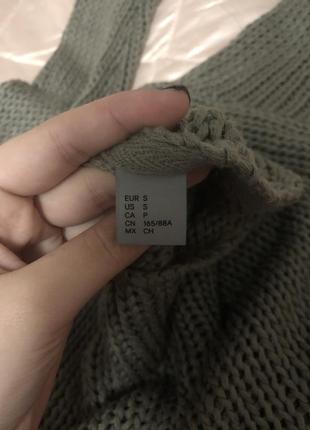 EUR S
US S
CA P
CN 165/88A
MX CH